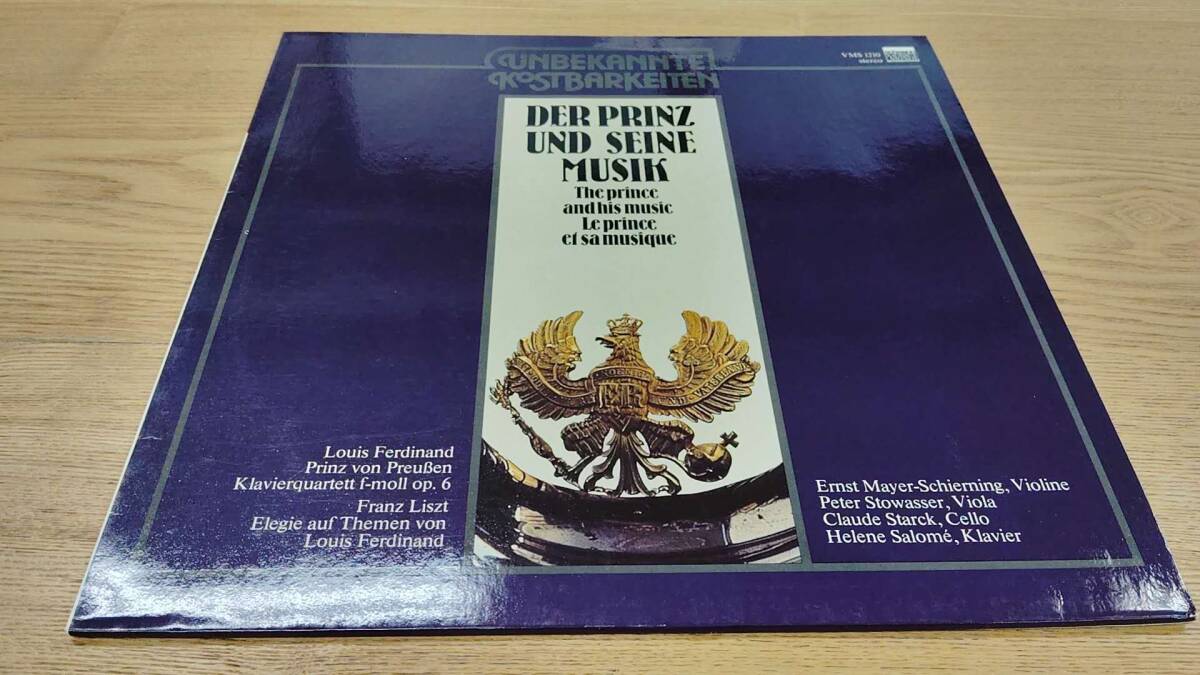 UNBEKANNTE
KOSTBARKEITEN
VMS 1210
stereo
DER PRINZ
UND SEINE
MUSIK
The prince
and his music
Le prince
et sa musique
Louis Ferdinand
Prinz von Preußen
Klavierquartett f-moll op. 6
Franz Liszt
Elegie auf Themen von
Louis Ferdinand
Ernst Mayer-Schierning, Violine
Peter Stowasser, Viola
Claude Starck, Cello
Helene Salomé, Klavier